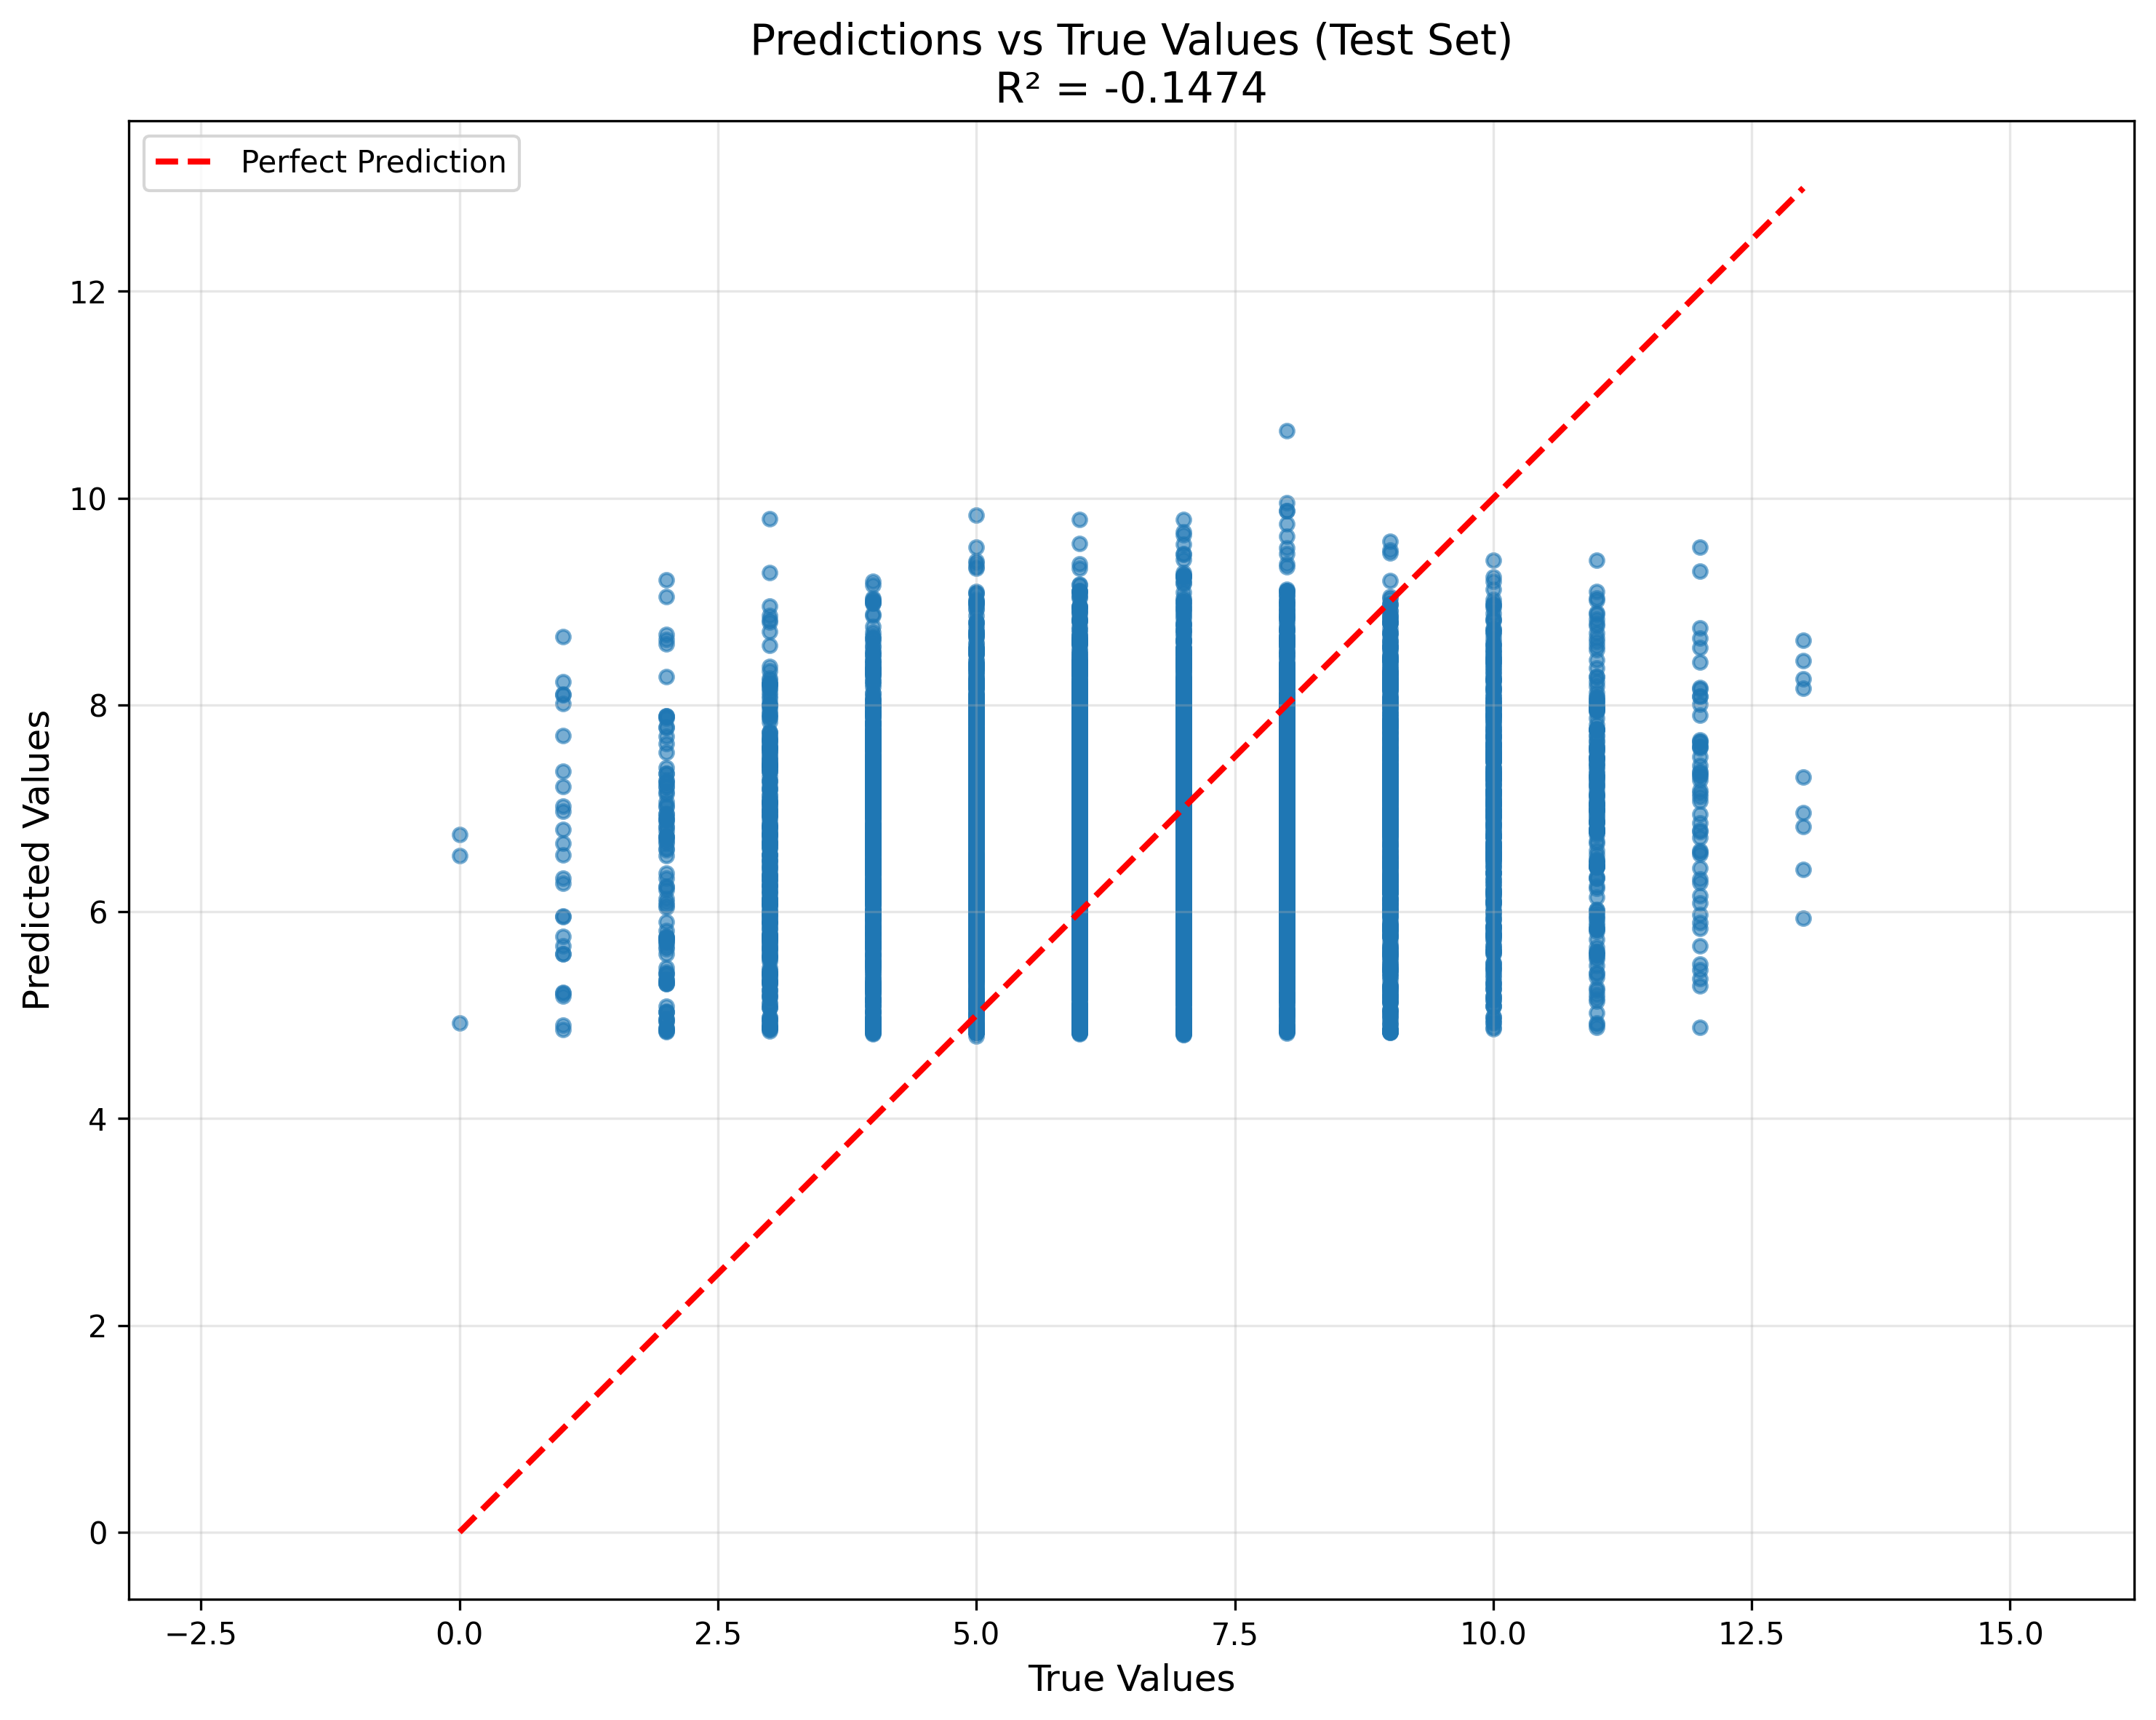 Predictions vs True Values (Test Set)
R² = -0.1474
Perfect Prediction
Predicted Values
12
10
8
6
4
2
0
−2.5 0.0 2.5 5.0 7.5 10.0 12.5 15.0
True Values